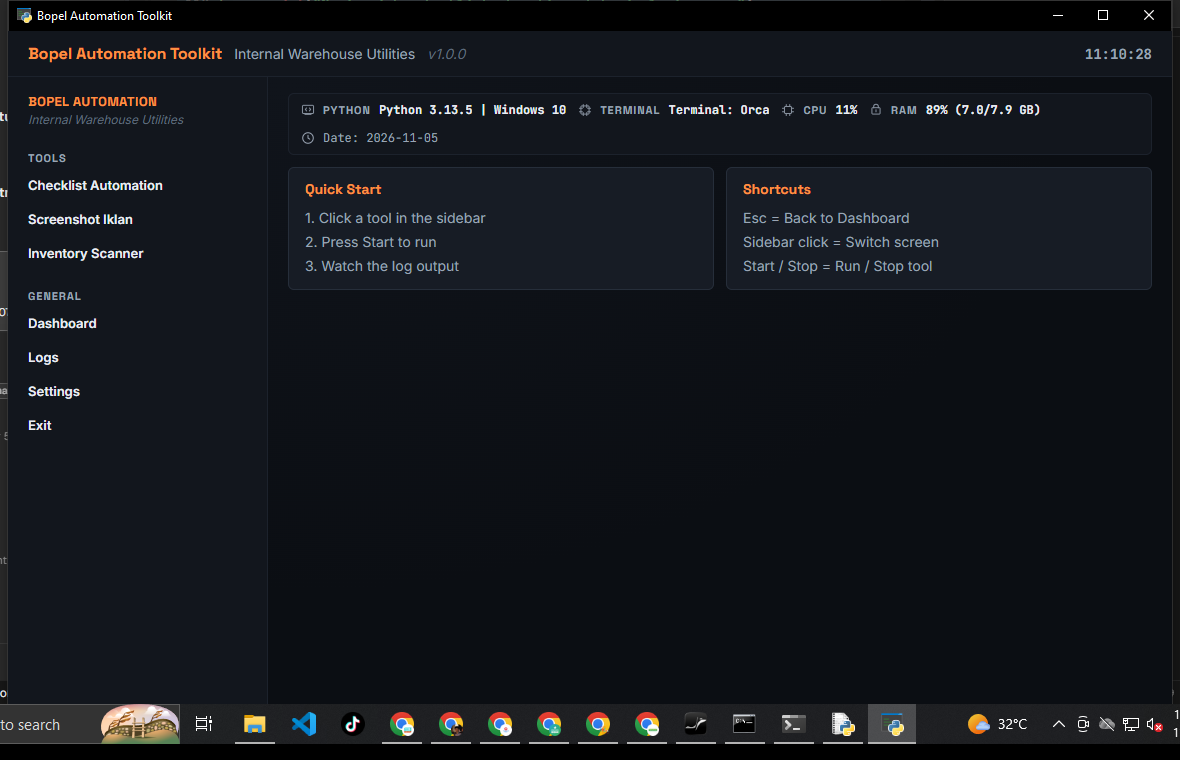 Bopel Automation Toolkit
Bopel Automation Toolkit Internal Warehouse Utilities v1.0.0 11:10:28
BOPEL AUTOMATION
Internal Warehouse Utilities
TOOLS
Checklist Automation
Screenshot Iklan
Inventory Scanner
GENERAL
Dashboard
Logs
Settings
Exit
PYTHON Python 3.13.5 | Windows 10 TERMINAL Terminal: Orca CPU 11% RAM 89% (7.0/7.9 GB)
Date: 2026-11-05
Quick Start
1. Click a tool in the sidebar
2. Press Start to run
3. Watch the log output
Shortcuts
Esc = Back to Dashboard
Sidebar click = Switch screen
Start / Stop = Run / Stop tool
to search 32°C